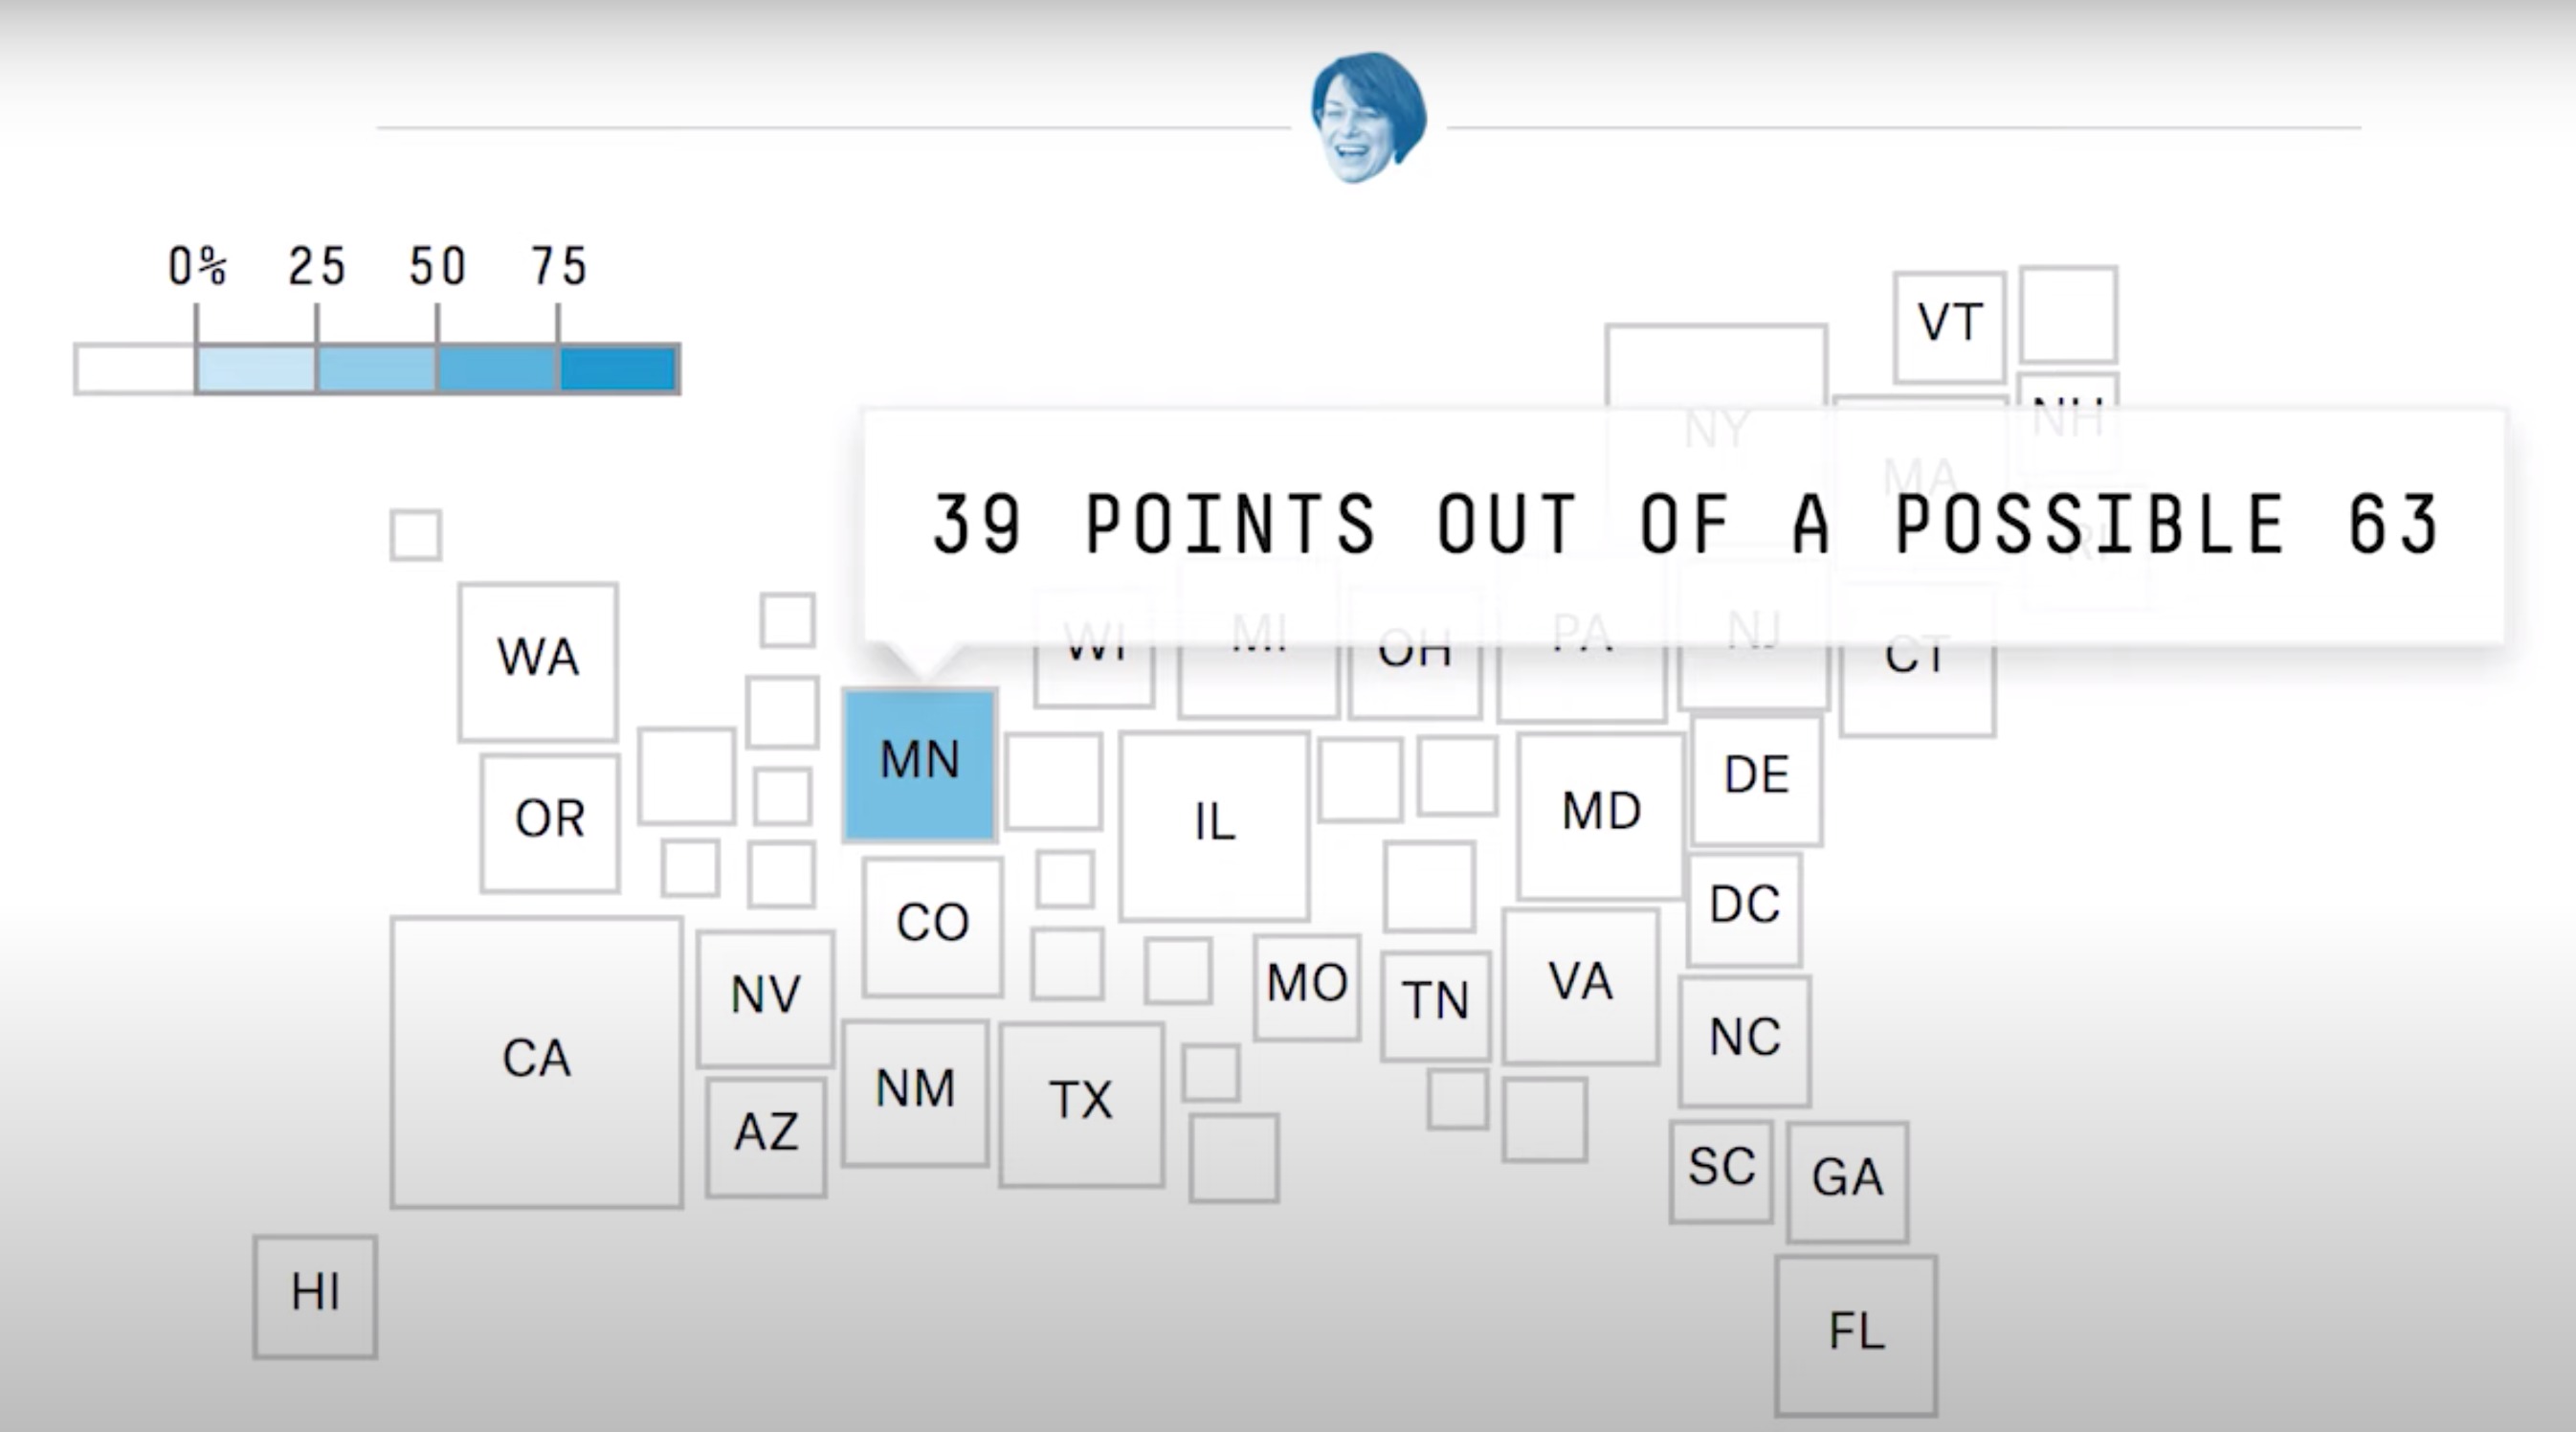 0% 25 50 75
VT
NY
NH
MA
39 POINTS OUT OF A POSSIBLE 63
RI
WA
WI MI OH PA NJ CT
MN
OR
IL
MD
DE
CO
DC
NV
MO
TN
VA
CA
NM
TX
NC
AZ
SC
GA
HI
FL